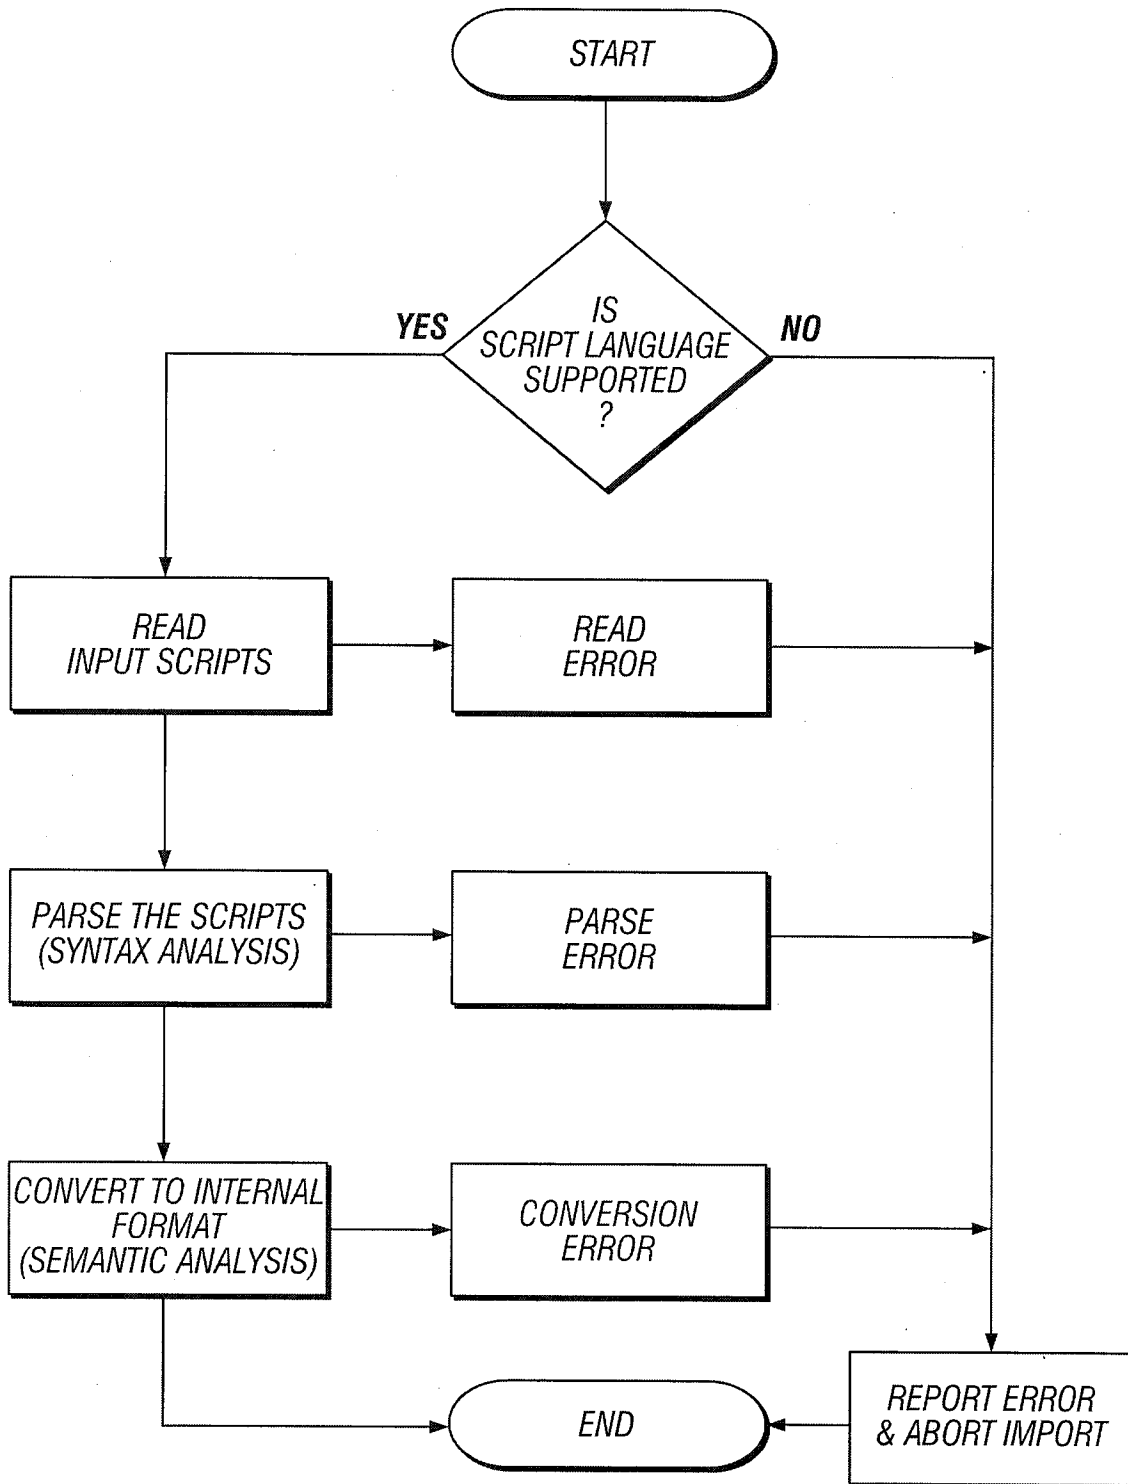 START
YES
IS
SCRIPT LANGUAGE
SUPPORTED
?
NO
READ
INPUT SCRIPTS
READ
ERROR
PARSE THE SCRIPTS
(SYNTAX ANALYSIS)
PARSE
ERROR
CONVERT TO INTERNAL
FORMAT
(SEMANTIC ANALYSIS)
CONVERSION
ERROR
END
REPORT ERROR
& ABORT IMPORT